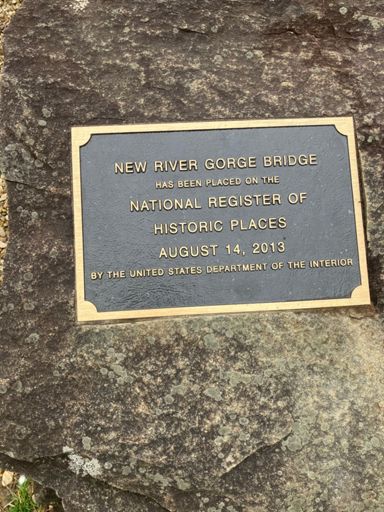 NEW RIVER GORGE BRIDGE
HAS BEEN PLACED ON THE
NATIONAL REGISTER OF
HISTORIC PLACES
AUGUST 14, 2013
BY THE UNITED STATES DEPARTMENT OF THE INTERIOR